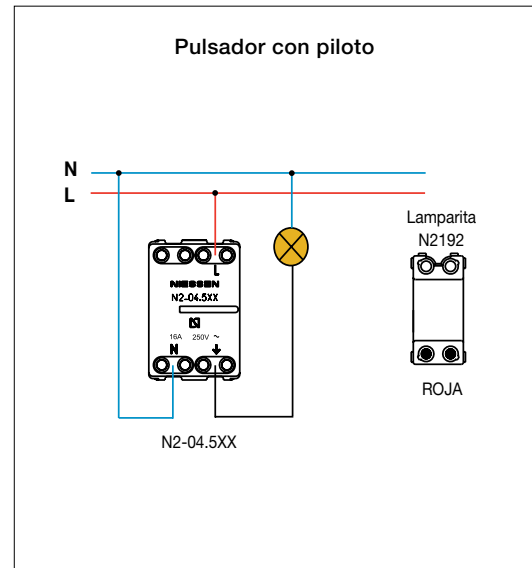 Pulsador con piloto
N
L
Lamparita
N2192
L
NIESSEN
N2-04.5XX
16A 250V ~
N
ROJA
N2-04.5XX